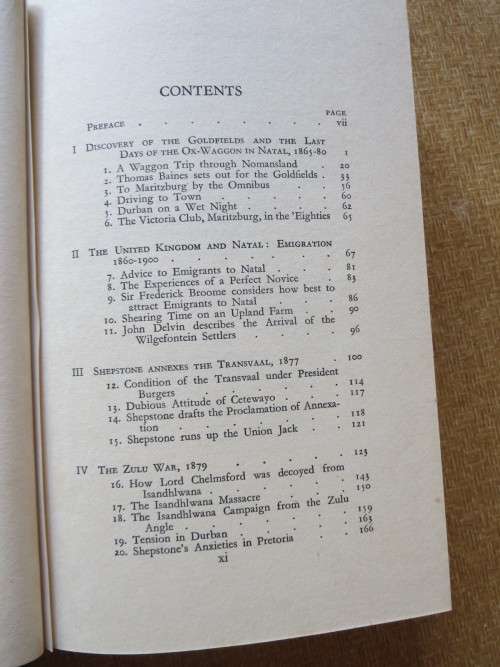 CONTENTS
PAGE
PREFACE . . . . . . . . vii
I DISCOVERY OF THE GOLDFIELDS AND THE LAST
DAYS OF THE OX-WAGGON IN NATAL, 1865-80 1
1. A Waggon Trip through Nomansland . 20
2. Thomas Baines sets out for the Goldfields . 33
3. To Maritzburg by the Omnibus . . 56
4. Driving to Town . . . . 60
5. Durban on a Wet Night . . . . 62
6. The Victoria Club, Maritzburg, in the 'Eighties 65
II THE UNITED KINGDOM AND NATAL: EMIGRATION
1860-1900 . . . . . . . 67
7. Advice to Emigrants to Natal . . . 81
8. The Experiences of a Perfect Novice . . 83
9. Sir Frederick Broome considers how best to
attract Emigrants to Natal . . . 86
10. Shearing Time on an Upland Farm . . 90
11. John Delvin describes the Arrival of the
Wilgefontein Settlers . . . . 96
III SHEPSTONE ANNEXES THE TRANSVAAL, 1877 . 100
12. Condition of the Transvaal under President
Burgers . . . . . . 114
13. Dubious Attitude of Cetewayo . . . 117
14. Shepstone drafts the Proclamation of Annexa-
tion . . . . . . . 118
15. Shepstone runs up the Union Jack . . 121
IV THE ZULU WAR, 1879 . . . . . 123
16. How Lord Chelmsford was decoyed from
Isandhlwana . . . . . . 143
17. The Isandhlwana Massacre . . . 150
18. The Isandhlwana Campaign from the Zulu
Angle . . . . . . . 159
19. Tension in Durban . . . . . 163
20. Shepstone's Anxieties in Pretoria . . 166
xi